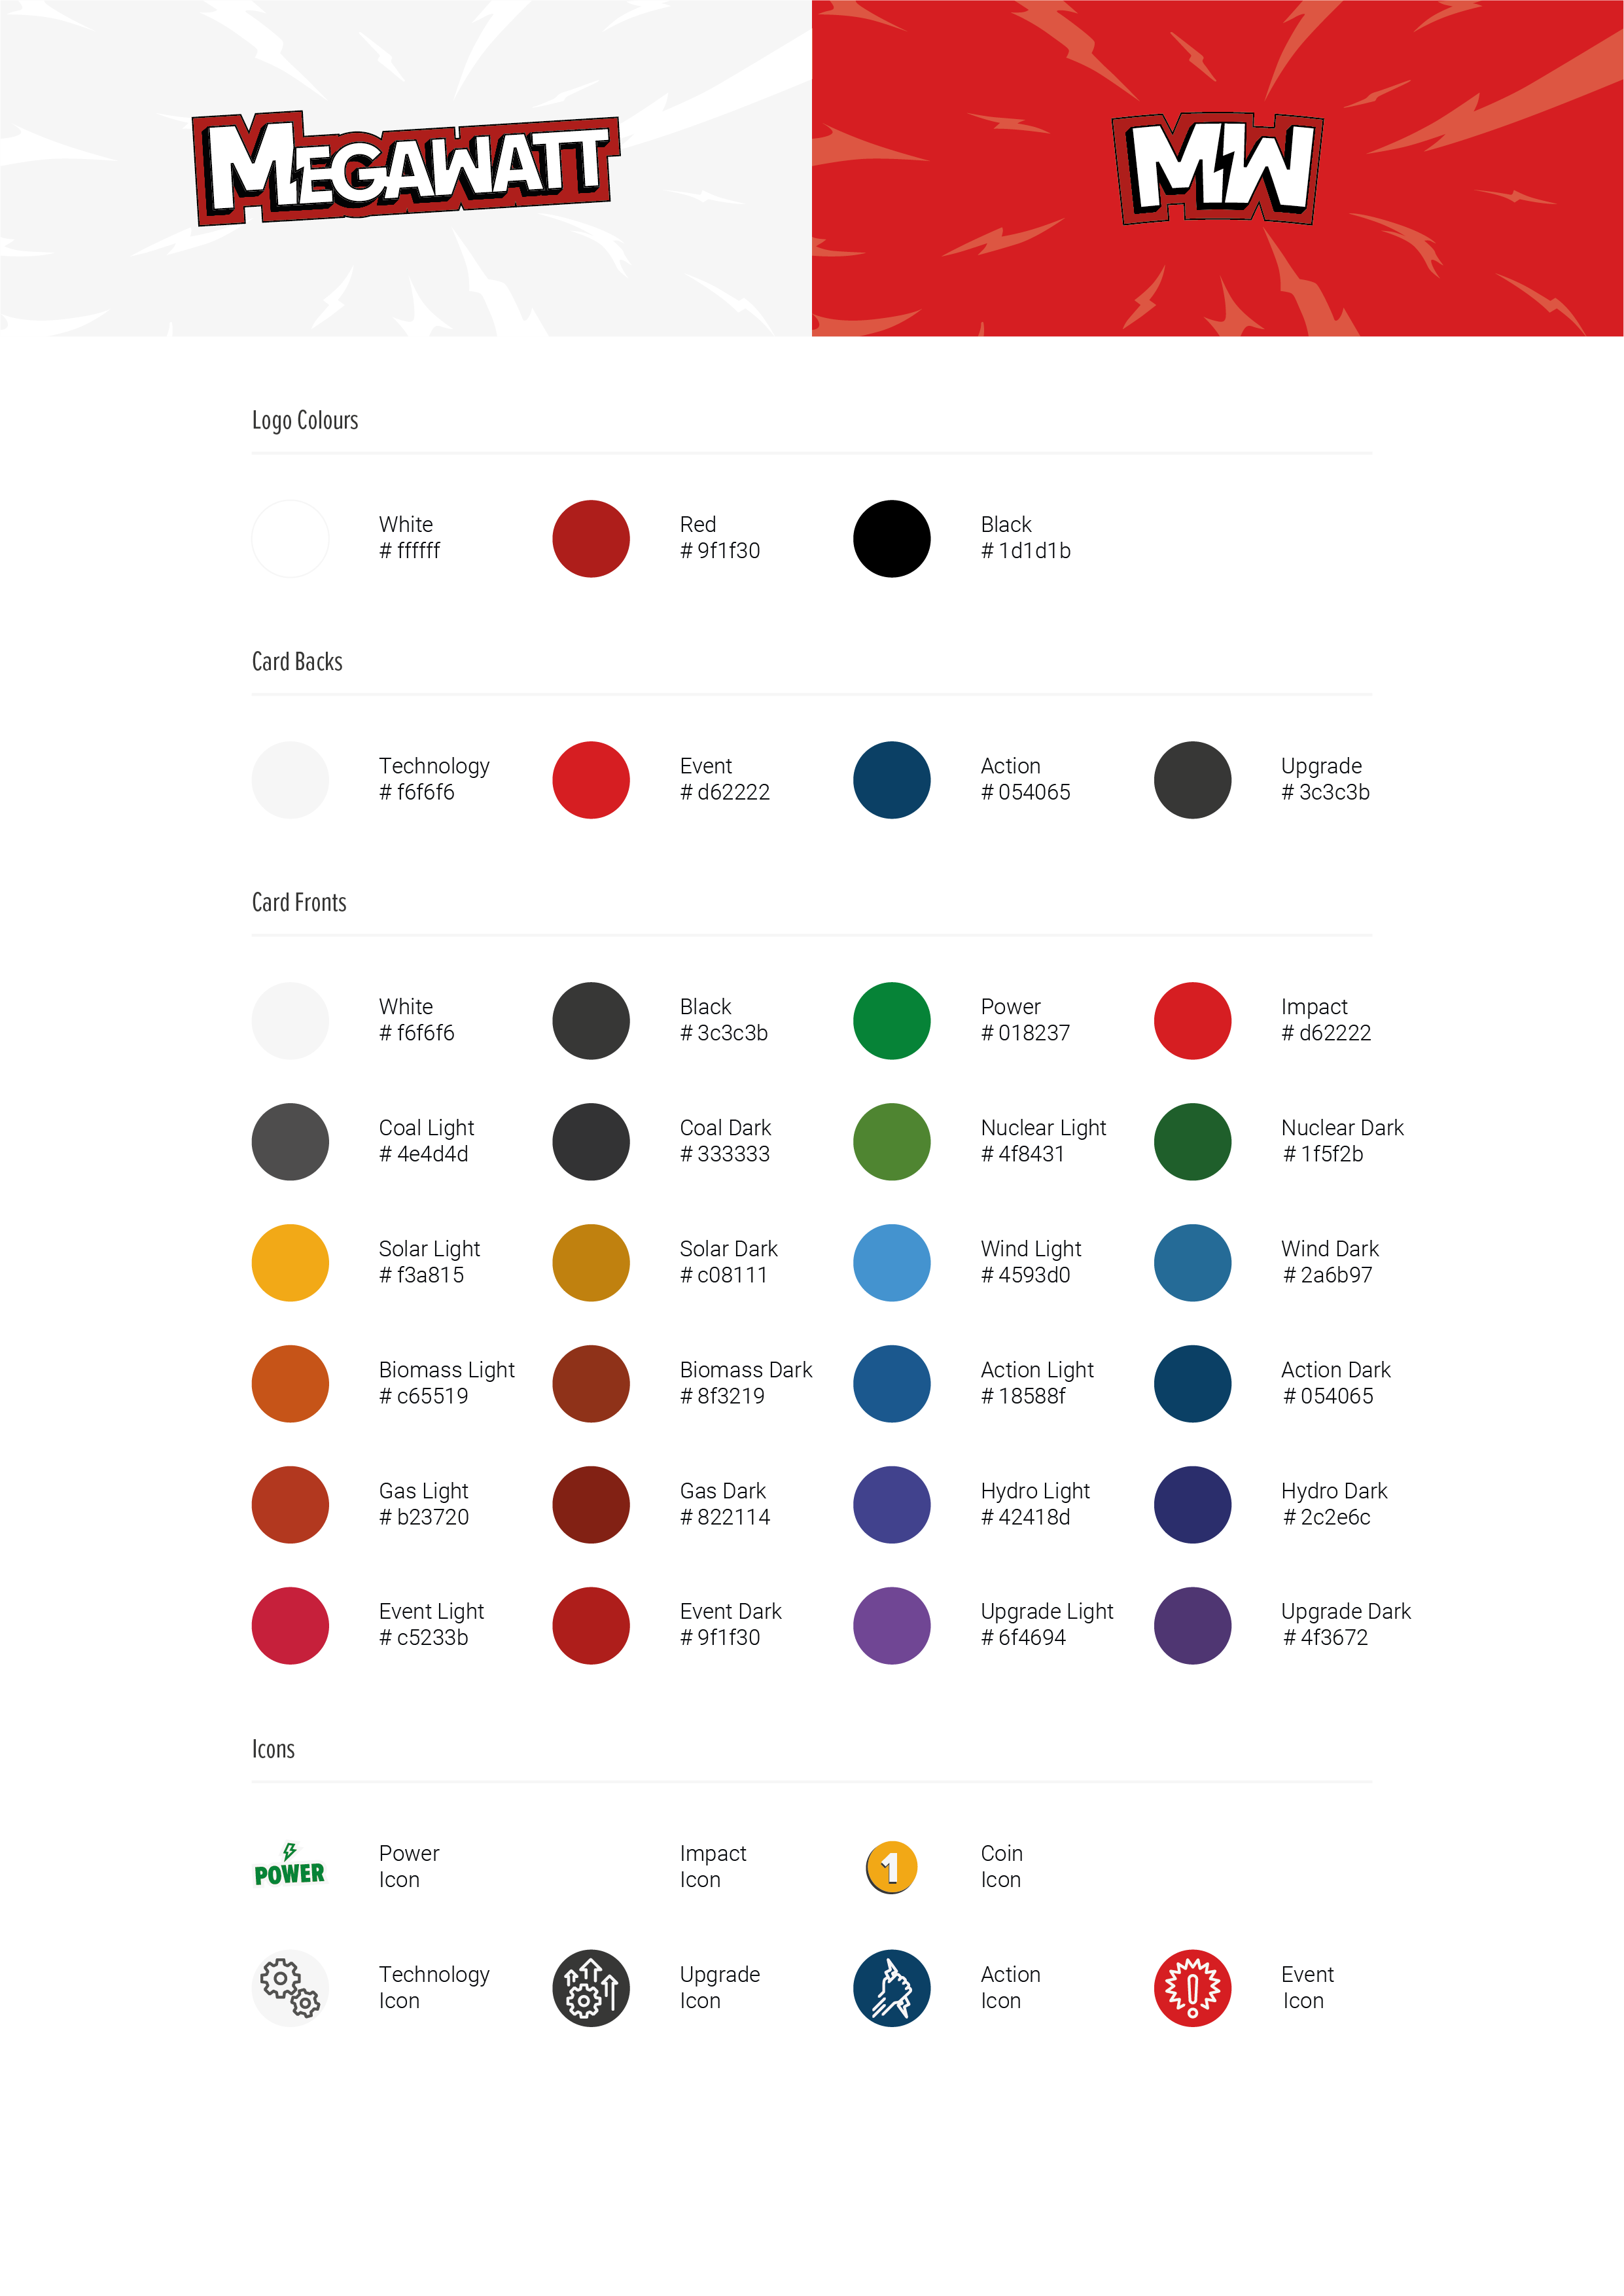 MEGAWATT
MW
Logo Colours
White
# ffffff
Red
# 9f1f30
Black
# 1d1d1b
Card Backs
Technology
# f6f6f6
Event
# d62222
Action
# 054065
Upgrade
# 3c3c3b
Card Fronts
White
# f6f6f6
Black
# 3c3c3b
Power
# 018237
Impact
# d62222
Coal Light
# 4e4d4d
Coal Dark
# 333333
Nuclear Light
# 4f8431
Nuclear Dark
# 1f5f2b
Solar Light
# f3a815
Solar Dark
# c08111
Wind Light
# 4593d0
Wind Dark
# 2a6b97
Biomass Light
# c65519
Biomass Dark
# 8f3219
Action Light
# 18588f
Action Dark
# 054065
Gas Light
# b23720
Gas Dark
# 822114
Hydro Light
# 42418d
Hydro Dark
# 2c2e6c
Event Light
# c5233b
Event Dark
# 9f1f30
Upgrade Light
# 6f4694
Upgrade Dark
# 4f3672
Icons
POWER
Power
Icon
Impact
Icon
1
Coin
Icon
Technology
Icon
Upgrade
Icon
Action
Icon
Event
Icon